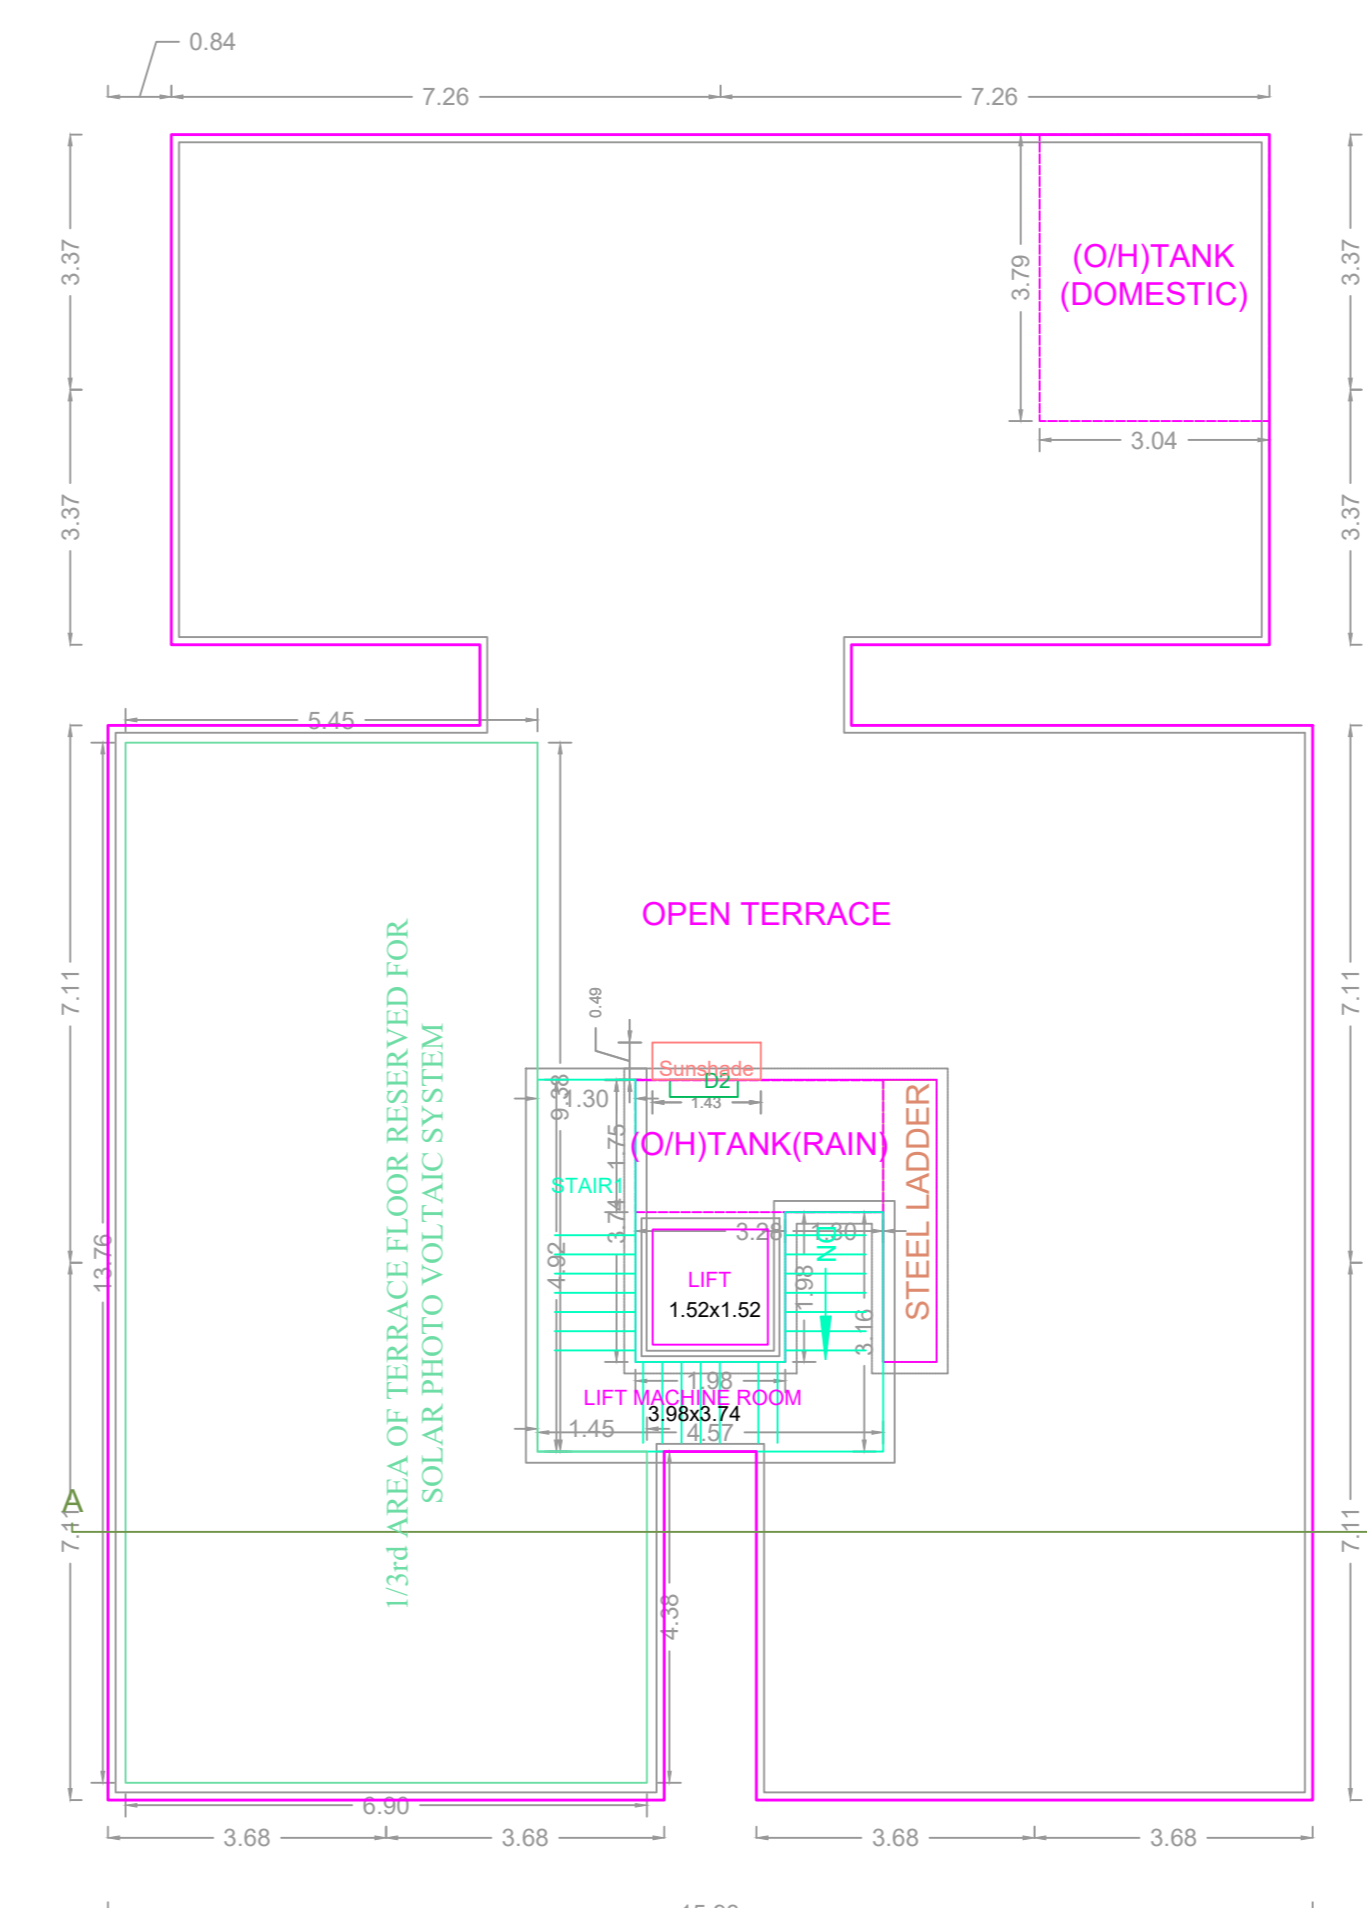 0.84
7.26
7.26
3.37
3.37
3.79
(O/H)TANK
(DOMESTIC)
3.04
3.37
3.37
5.45
OPEN TERRACE
7.11
7.11
0.49
Sunshade
D2
1.43
9.38
1.30
1.75
(O/H)TANK(RAIN)
STAIR1
3.74
3.28
1.30
DN
STEEL LADDER
LIFT
1.52x1.52
4.92
1.98
3.16
13.76
1.98
LIFT MACHINE ROOM
3.98x3.74
1.45
4.57
1/3rd AREA OF TERRACE FLOOR RESERVED FOR
SOLAR PHOTO VOLTAIC SYSTEM
A
7.11
7.11
4.38
6.90
3.68
3.68
3.68
3.68